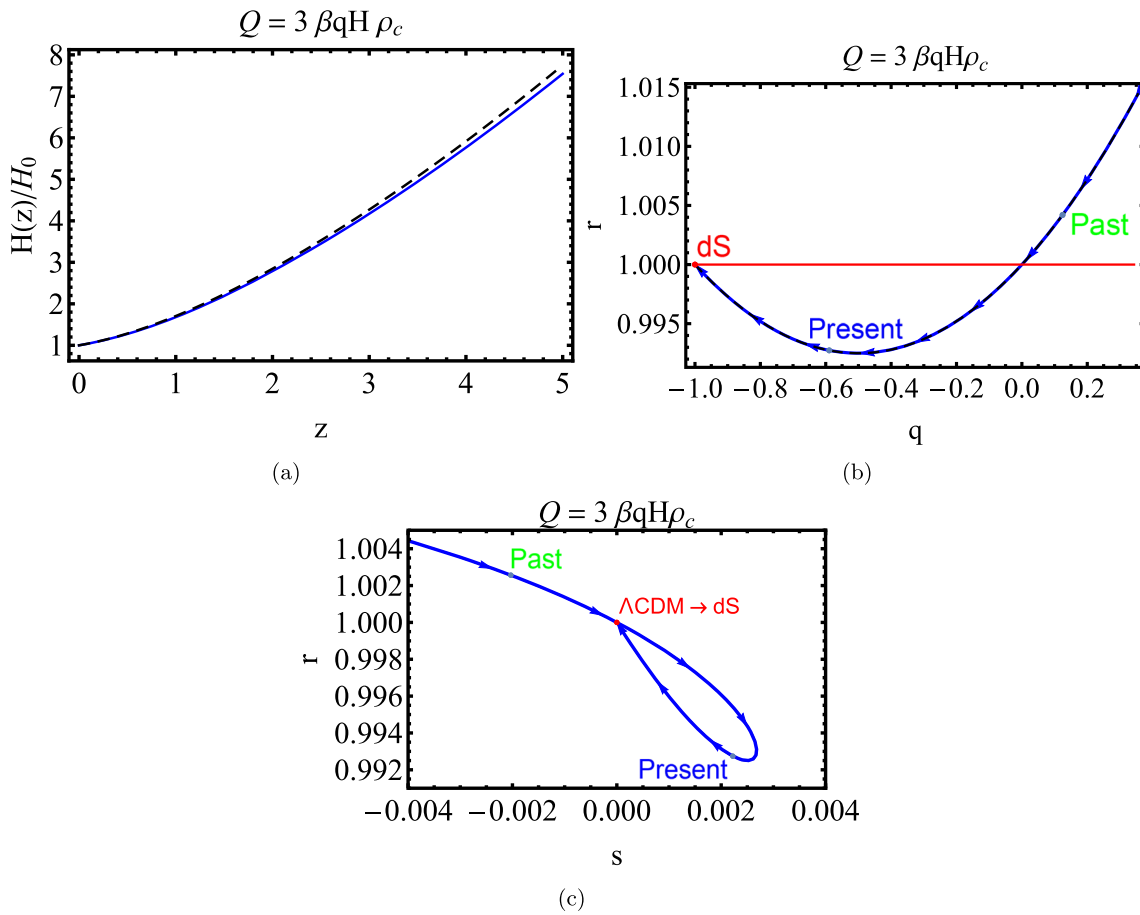 Q = 3 βqH ρc
8
7
6
5
4
3
2
1
H(z)/H0
0 1 2 3 4 5
z
(a)
Q = 3 βqHρc
1.015
1.010
1.005
1.000
0.995
r
Past
dS
Present
−1.0 −0.8 −0.6 −0.4 −0.2 0.0 0.2
q
(b)
Q = 3 βqHρc
1.004
1.002
1.000
0.998
0.996
0.994
0.992
r
Past
ΛCDM → dS
Present
−0.004 −0.002 0.000 0.002 0.004
s
(c)